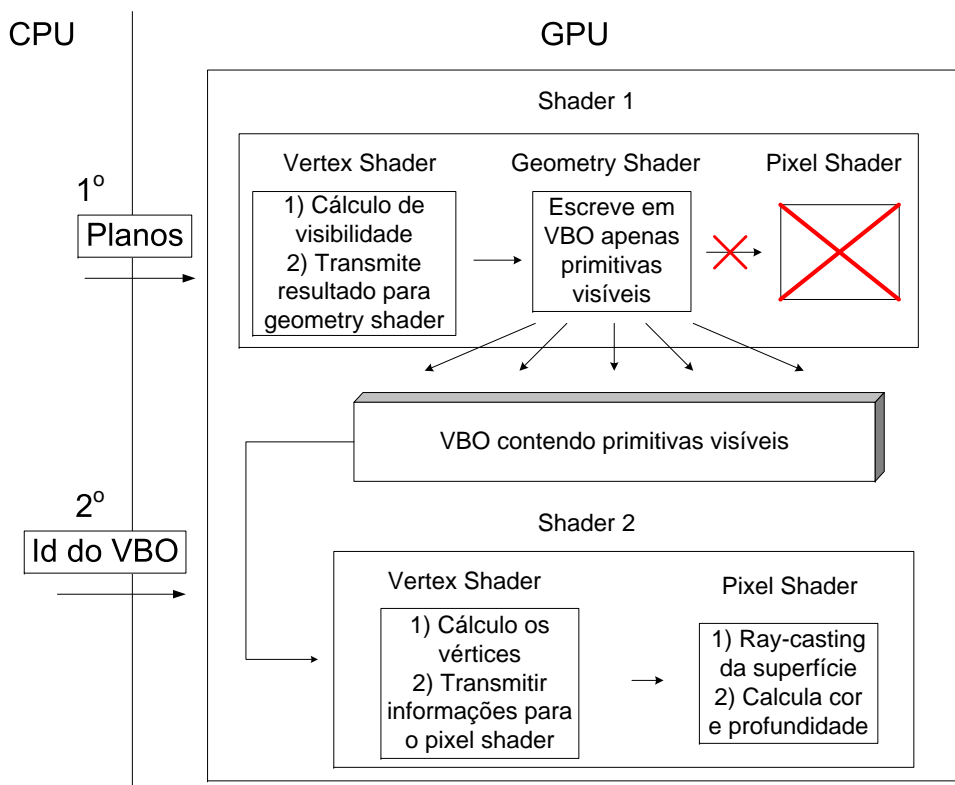 CPU
GPU
Shader 1
Vertex Shader
Geometry Shader
Pixel Shader
1º
Planos
1) Cálculo de
visibilidade
2) Transmite
resultado para
geometry shader
Escreve em
VBO apenas
primitivas
visíveis
VBO contendo primitivas visíveis
2º
Id do VBO
Shader 2
Vertex Shader
Pixel Shader
1) Cálculo os
vértices
2) Transmitir
informações para
o pixel shader
1) Ray-casting
da superfície
2) Calcula cor
e profundidade